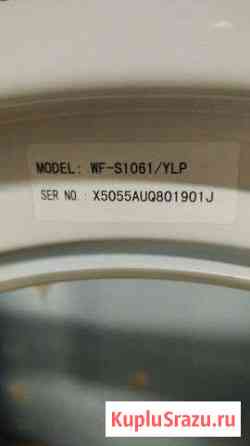 MODEL: WF-S1061/YLP
SER NO.: X5055AUQ801901J
KupluSrazu.ru